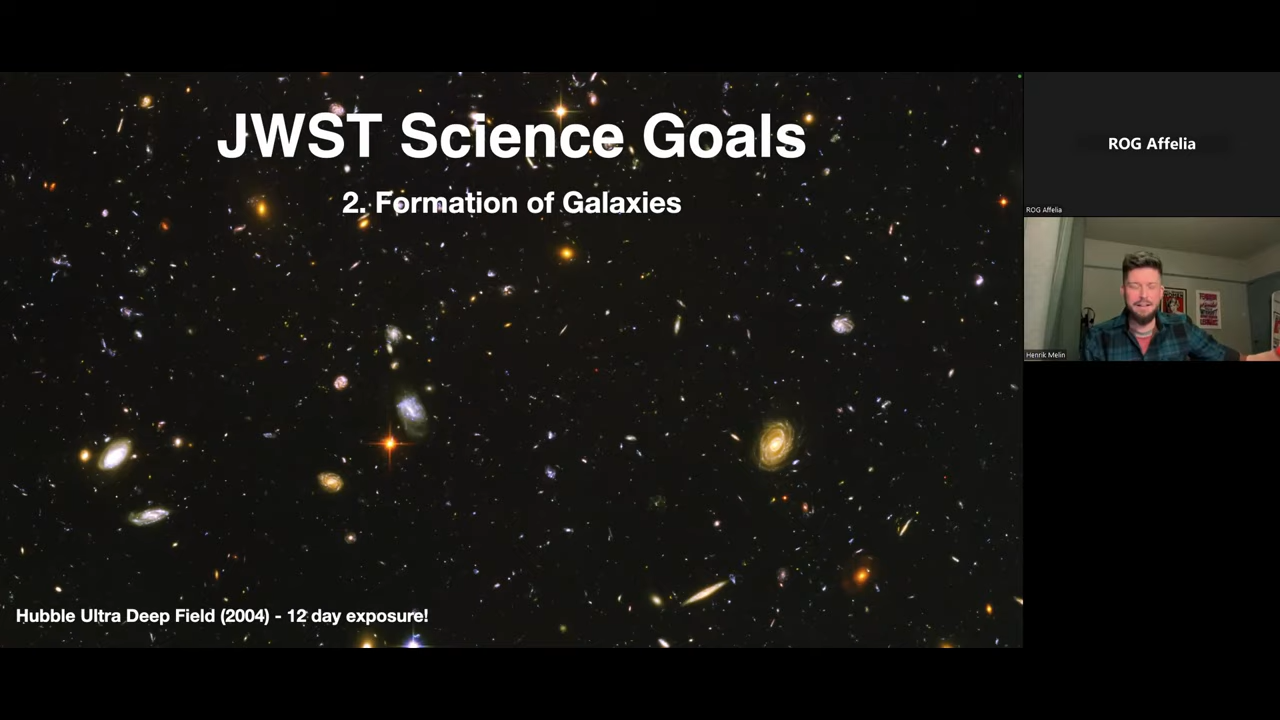 JWST Science Goals
2. Formation of Galaxies
Hubble Ultra Deep Field (2004) - 12 day exposure!
ROG Affelia
ROG Affelia
Henrik Melin